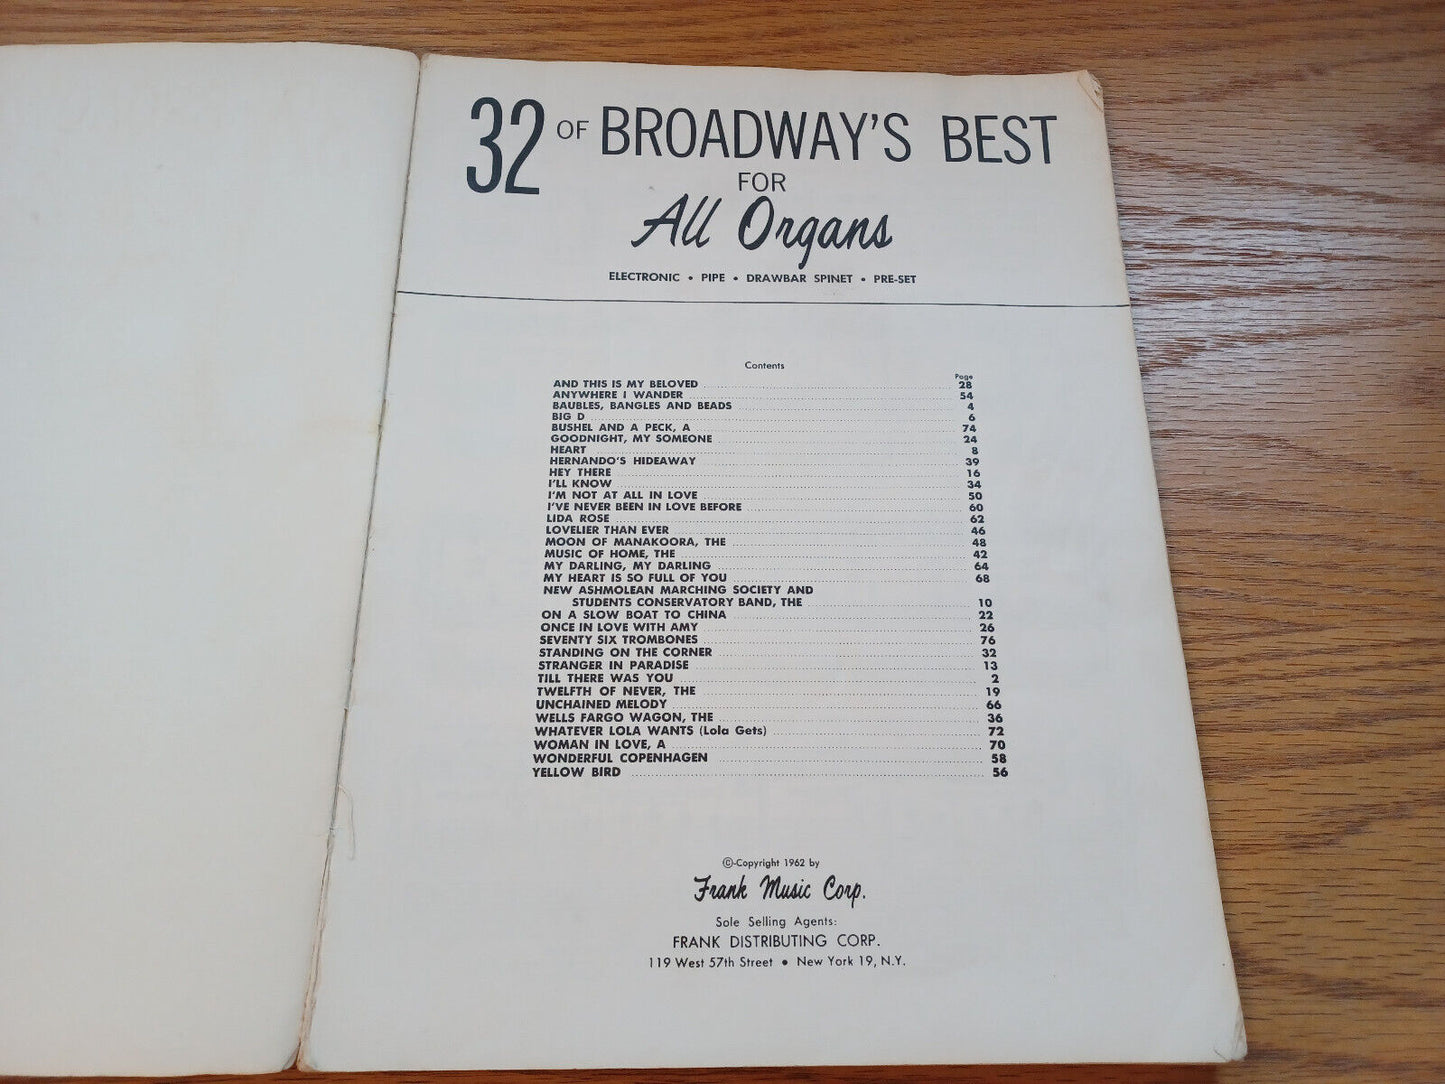 32 OF BROADWAY'S BEST
FOR
All Organs
ELECTRONIC • PIPE • DRAWBAR SPINET • PRE-SET
Contents
Page
AND THIS IS MY BELOVED 28
ANYWHERE I WANDER 54
BAUBLES, BANGLES AND BEADS 4
BIG D 6
BUSHEL AND A PECK, A 74
GOODNIGHT, MY SOMEONE 24
HEART 8
HERNANDO'S HIDEAWAY 39
HEY THERE 16
I'LL KNOW 34
I'M NOT AT ALL IN LOVE 50
I'VE NEVER BEEN IN LOVE BEFORE 60
LIDA ROSE 62
LOVELIER THAN EVER 46
MOON OF MANAKOORA, THE 48
MUSIC OF HOME, THE 42
MY DARLING, MY DARLING 64
MY HEART IS SO FULL OF YOU 68
NEW ASHMOLEAN MARCHING SOCIETY AND
STUDENTS CONSERVATORY BAND, THE 10
ON A SLOW BOAT TO CHINA 22
ONCE IN LOVE WITH AMY 26
SEVENTY SIX TROMBONES 76
STANDING ON THE CORNER 32
STRANGER IN PARADISE 13
TILL THERE WAS YOU 2
TWELFTH OF NEVER, THE 19
UNCHAINED MELODY 66
WELLS FARGO WAGON, THE 36
WHATEVER LOLA WANTS (Lola Gets) 72
WOMAN IN LOVE, A 70
WONDERFUL COPENHAGEN 58
YELLOW BIRD 56
©-Copyright 1962 by
Frank Music Corp.
Sole Selling Agents:
FRANK DISTRIBUTING CORP.
119 West 57th Street • New York 19, N.Y.